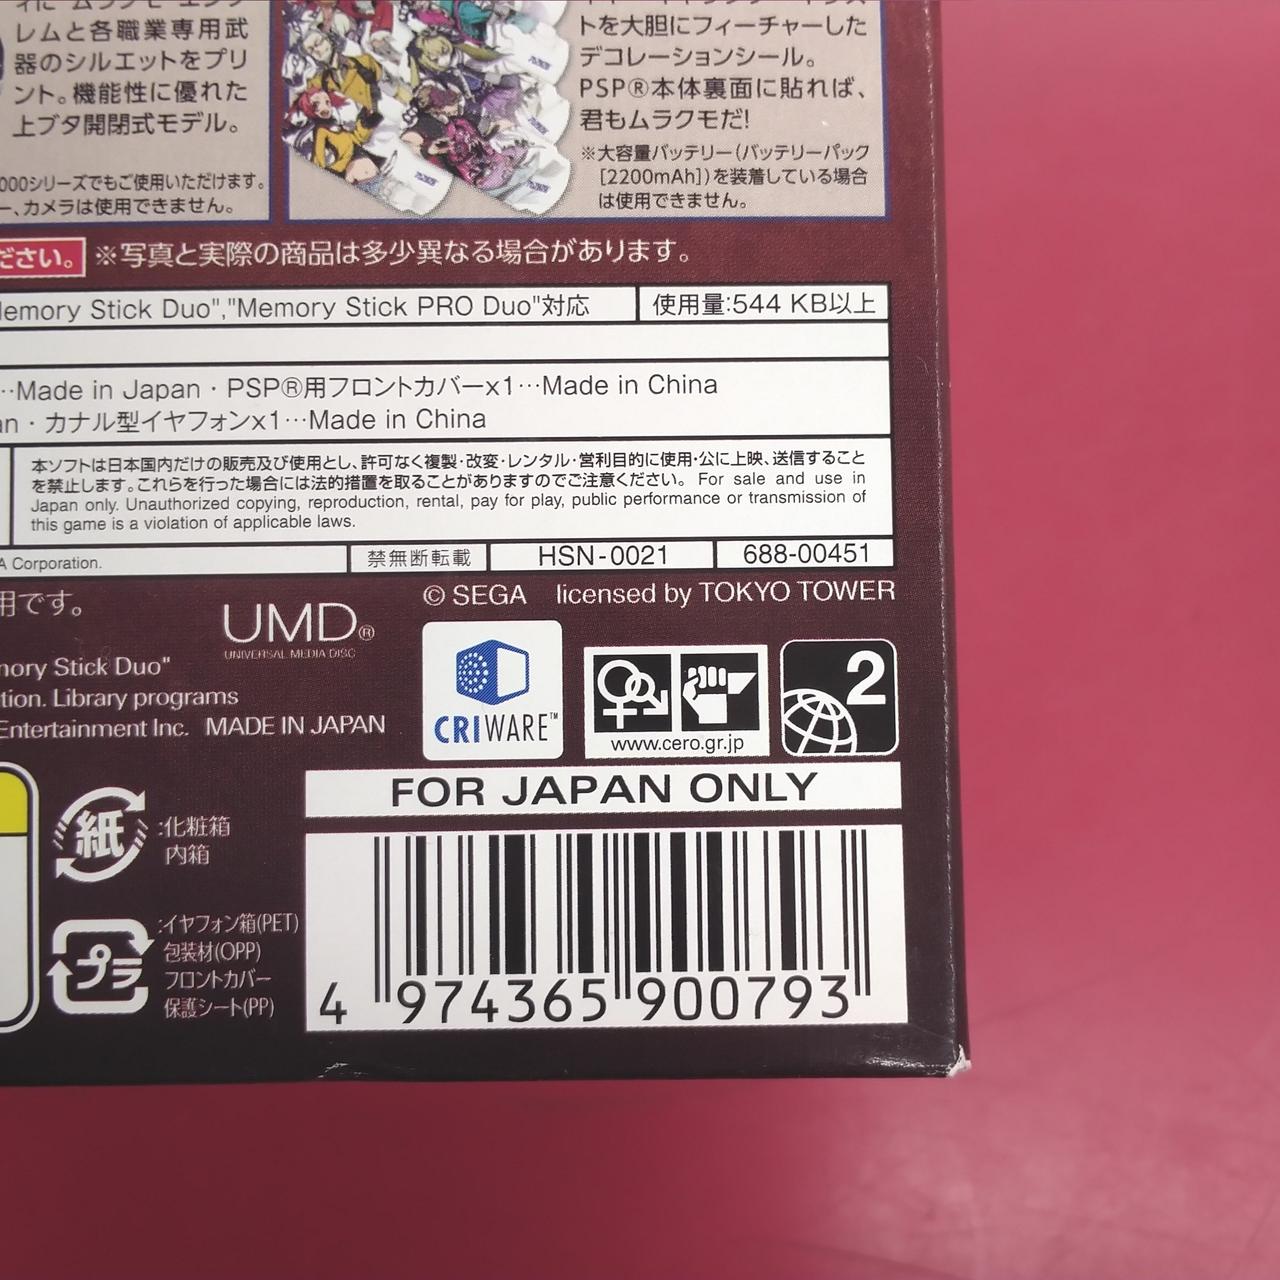 レムと各職業専用武
器のシルエットをプリ
ント。機能性に優れた
上ブタ開閉式モデル。
000シリーズでもご使用いただけます。
ー、カメラは使用できません。
トを大胆にフィーチャーした
デコレーションシール。
PSP®本体裏面に貼れば、
君もムラクモだ!
※大容量バッテリー(バッテリーパック
[2200mAh])を装着している場合
は使用できません。
ださい。 ※写真と実際の商品は多少異なる場合があります。
Memory Stick Duo","Memory Stick PRO Duo"対応 使用量:544 KB以上
…Made in Japan・PSP®用フロントカバーx1…Made in China
an・カナル型イヤフォンx1…Made in China
本ソフトは日本国内だけの販売及び使用とし、許可なく複製・改変・レンタル・営利目的に使用・公に上映、送信すること
を禁止します。これらを行った場合には法的措置を取ることがありますのでご注意ください。 For sale and use in
Japan only. Unauthorized copying, reproduction, rental, pay for play, public performance or transmission of
this game is a violation of applicable laws.
A Corporation. 禁無断転載 HSN-0021 688-00451
用です。
© SEGA licensed by TOKYO TOWER
UMD®
UNIVERSAL MEDIA DISC
mory Stick Duo"
tion. Library programs
Entertainment Inc. MADE IN JAPAN
CRIWARE™
www.cero.gr.jp
2
FOR JAPAN ONLY
紙 :化粧箱
内箱
プラ :イヤフォン箱(PET)
包装材(OPP)
フロントカバー
保護シート(PP)
4 974365 900793